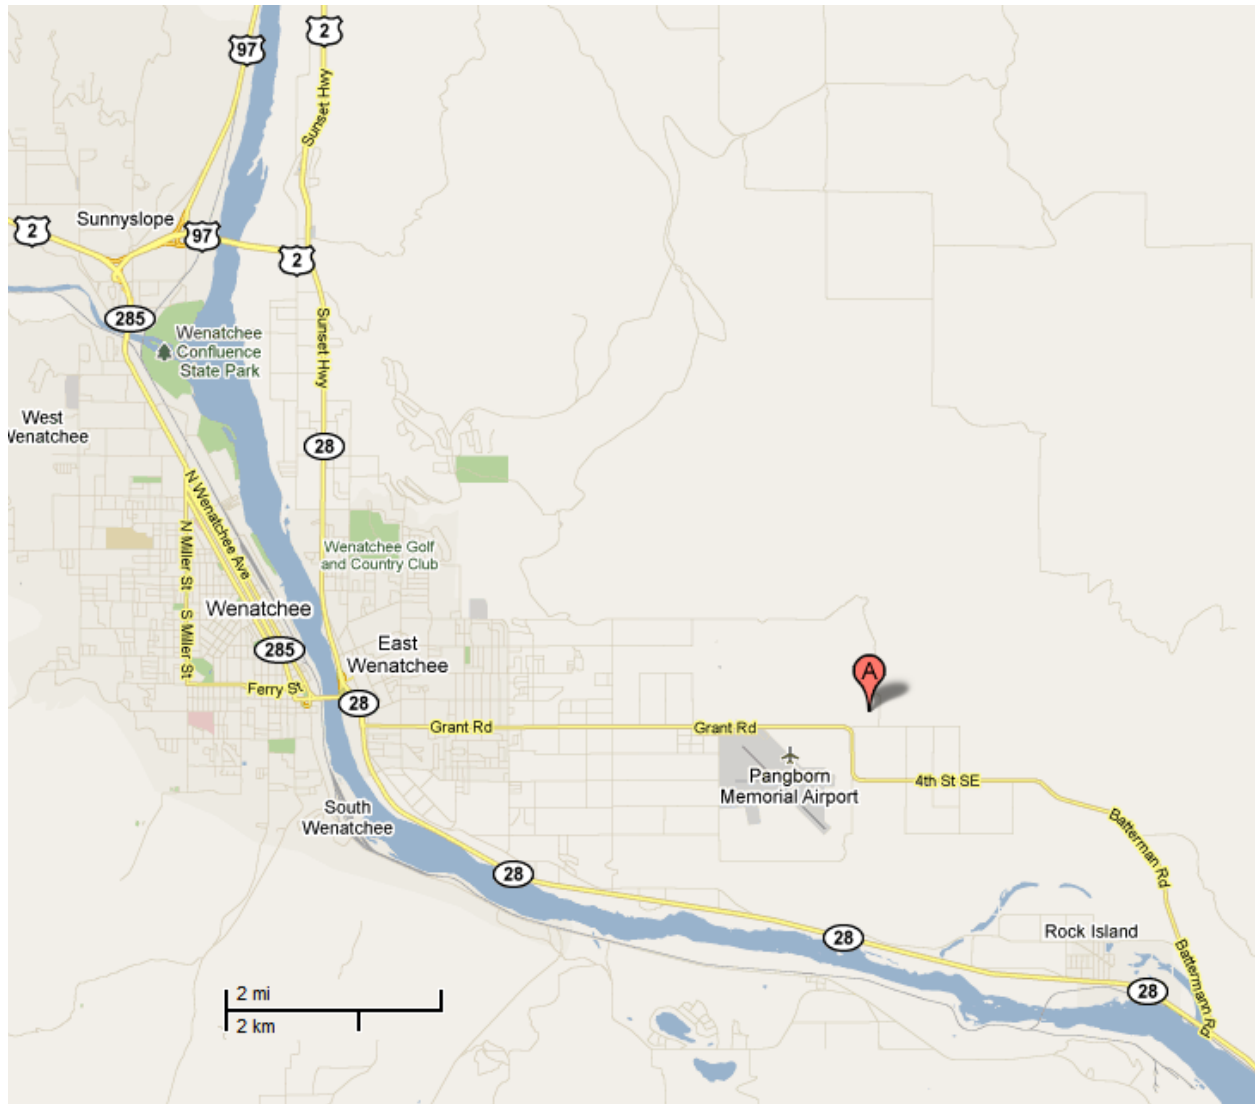 97
2
Sunset Hwy
Sunnyslope
2
97
2
285
Wenatchee
Confluence
State Park
Sunset Hwy
West
Wenatchee
28
N Wenatchee Ave
N Miller St
Wenatchee Golf
and Country Club
Wenatchee
S Miller St
285
East
Wenatchee
A
Ferry St
28
Grant Rd
Grant Rd
Pangborn
Memorial Airport
4th St SE
South
Wenatchee
Batterman Rd
28
28
Rock Island
Battermann Rd
28
2 mi
2 km